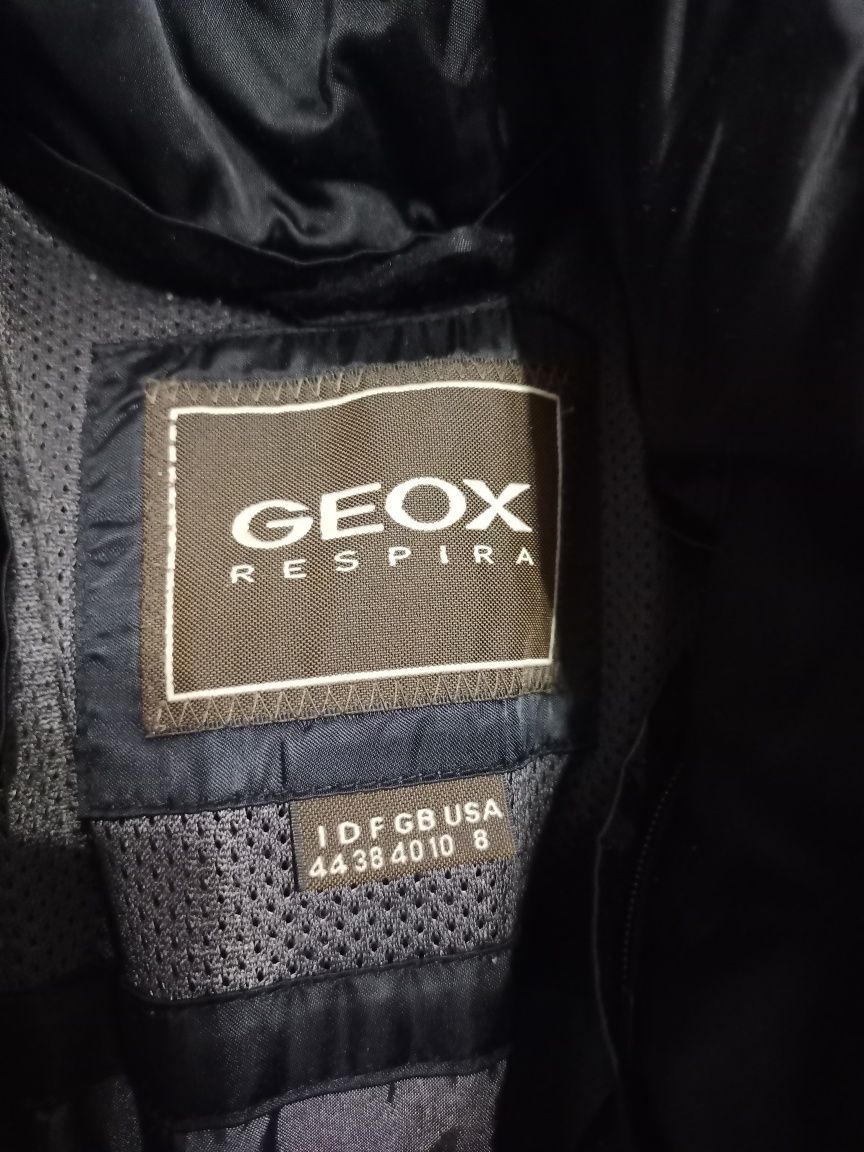 GEOX
RESPIRA
I D F GB USA
44 38 40 10 8